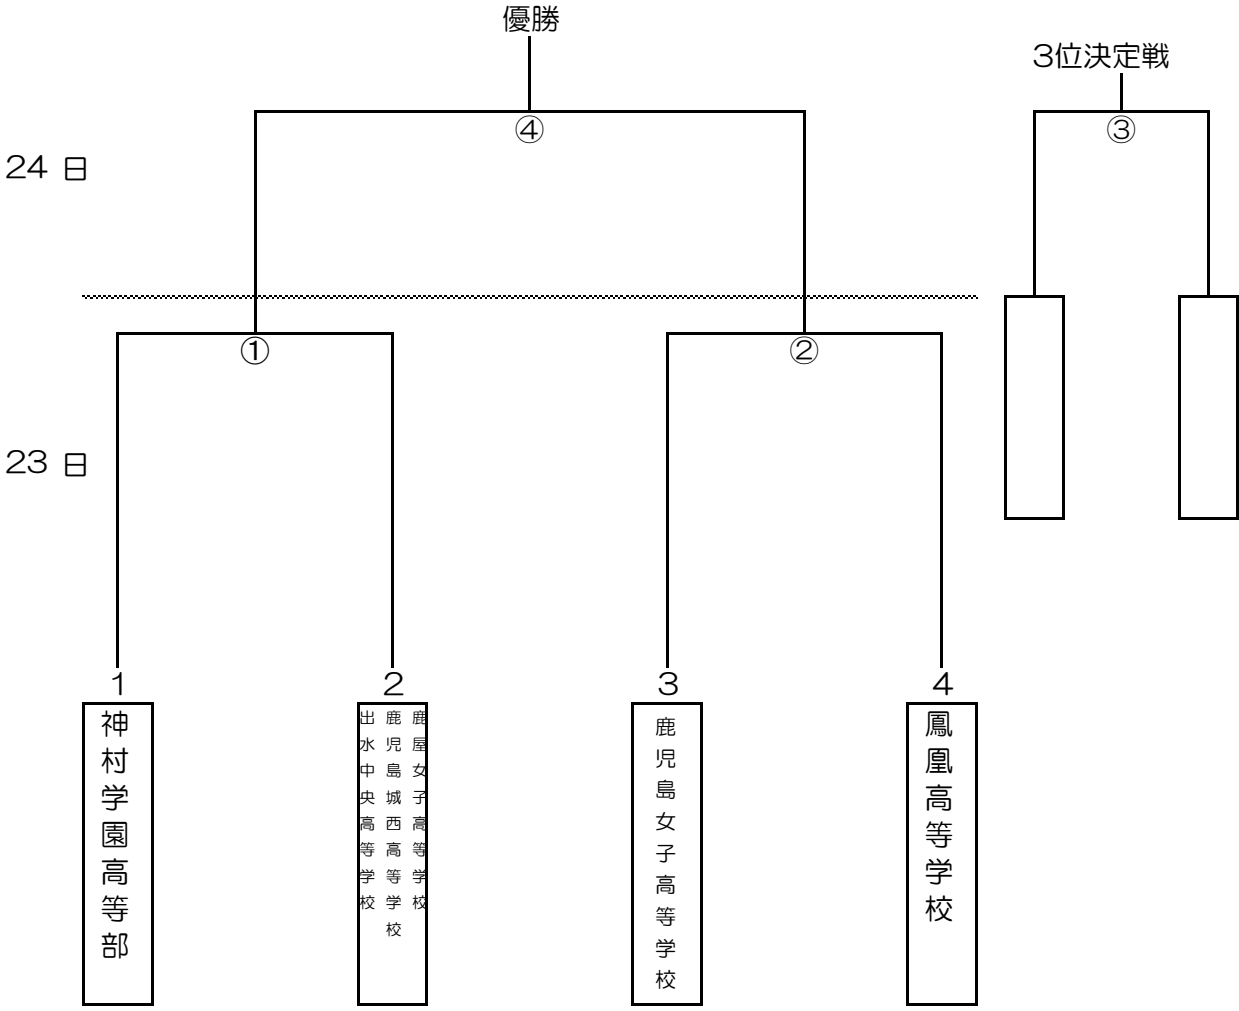 優勝
3位決定戦
④
③
24 日
①
②
23 日
1
2
3
4
神村学園高等部
鹿屋女子高等学校
鹿児島城西高等学校
出水中央高等学校
鹿児島女子高等学校
鳳凰高等学校